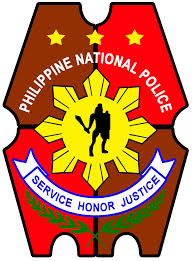 PHILIPPINE NATIONAL POLICE
SERVICE HONOR JUSTICE